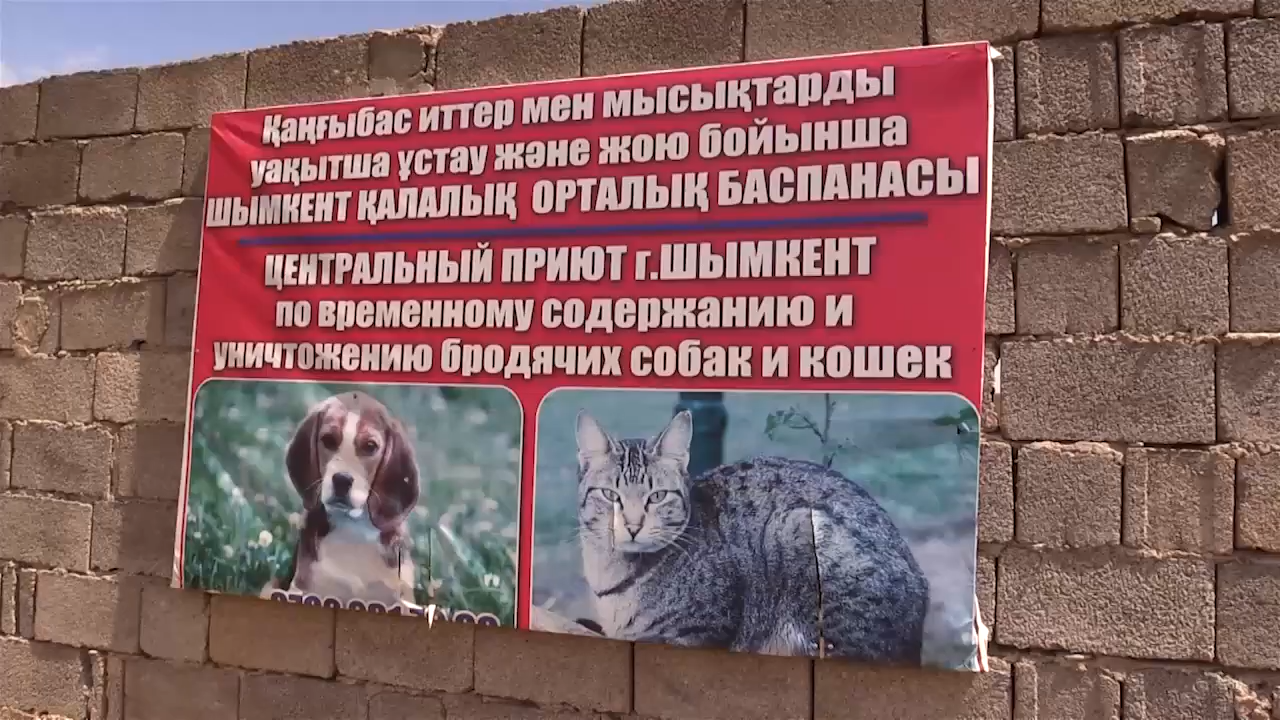 Қаңғыбас иттер мен мысықтарды
уақытша ұстау және жою бойынша
ШЫМКЕНТ ҚАЛАЛЫҚ ОРТАЛЫҚ БАСПАНАСЫ
ЦЕНТРАЛЬНЫЙ ПРИЮТ г.ШЫМКЕНТ
по временному содержанию и
уничтожению бродячих собак и кошек